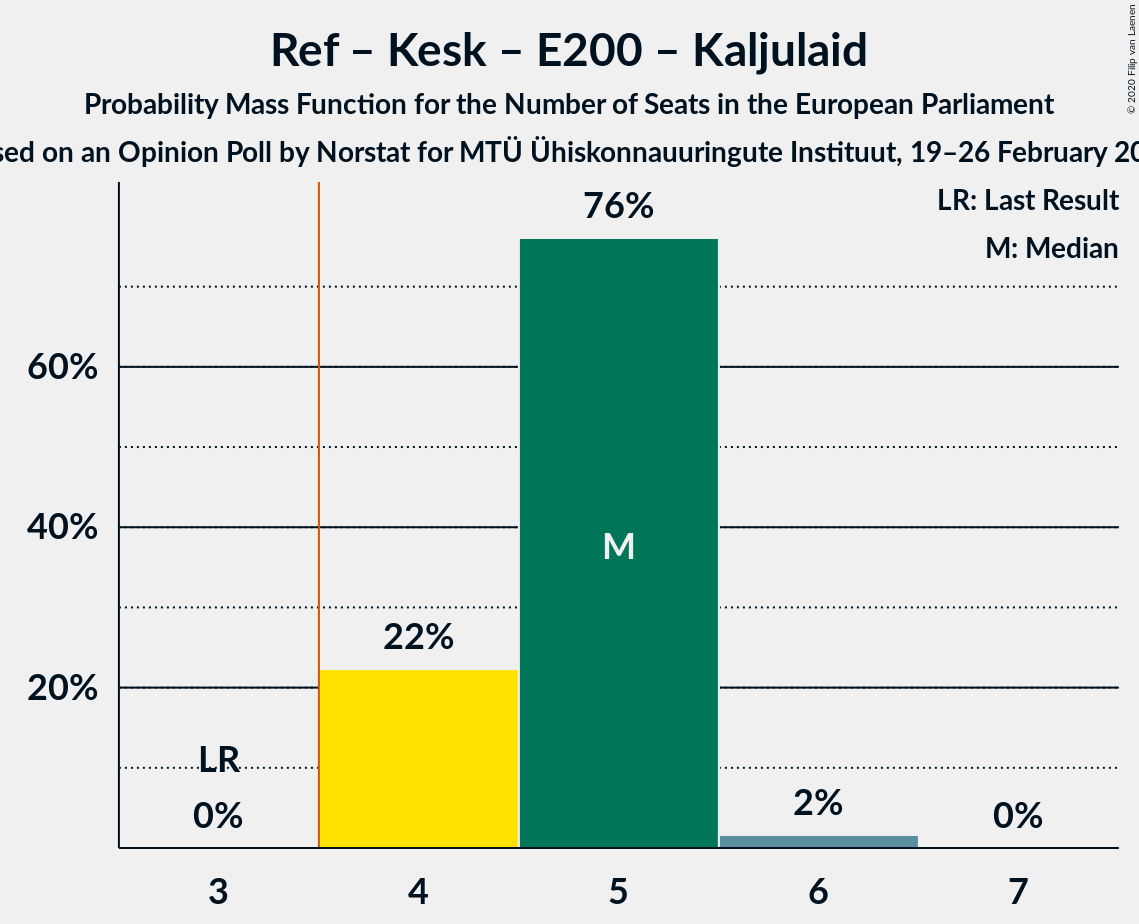 Ref – Kesk – E200 – Kaljulaid
Probability Mass Function for the Number of Seats in the European Parliament
on an Opinion Poll by Norstat for MTÜ Ühiskonnauuringute Instituut, 19–26 February
© 2020 Filip van Laenen
LR: Last Result
M: Median
76%
60%
40%
M
22%
20%
LR
0%
2%
0%
3 4 5 6 7